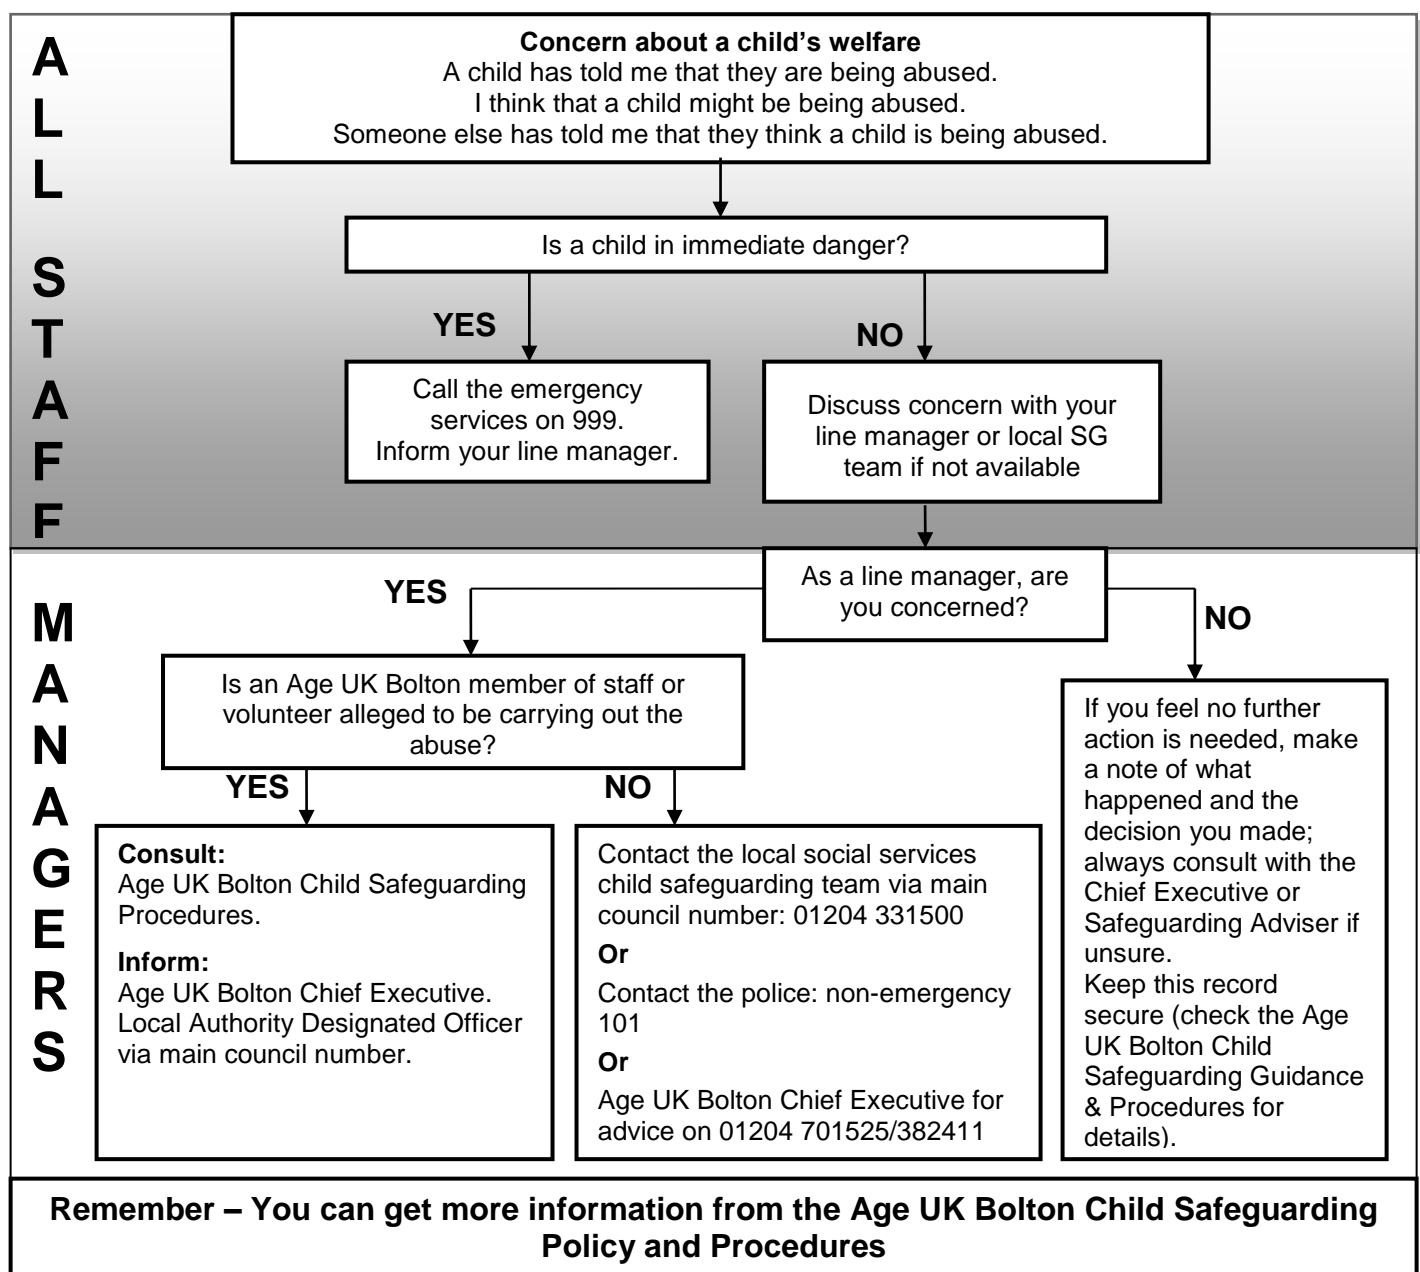 ALL STAFF
Concern about a child’s welfare
A child has told me that they are being abused.
I think that a child might be being abused.
Someone else has told me that they think a child is being abused.
Is a child in immediate danger?
YES
NO
Call the emergency
services on 999.
Inform your line manager.
Discuss concern with your
line manager or local SG
team if not available
MANAGERS
As a line manager, are
you concerned?
YES
NO
Is an Age UK Bolton member of staff or
volunteer alleged to be carrying out the
abuse?
YES
NO
Consult:
Age UK Bolton Child Safeguarding
Procedures.
Inform:
Age UK Bolton Chief Executive.
Local Authority Designated Officer
via main council number.
Contact the local social services
child safeguarding team via main
council number: 01204 331500
Or
Contact the police: non-emergency
101
Or
Age UK Bolton Chief Executive for
advice on 01204 701525/382411
If you feel no further
action is needed, make
a note of what
happened and the
decision you made;
always consult with the
Chief Executive or
Safeguarding Adviser if
unsure.
Keep this record
secure (check the Age
UK Bolton Child
Safeguarding Guidance
& Procedures for
details).
Remember – You can get more information from the Age UK Bolton Child Safeguarding
Policy and Procedures